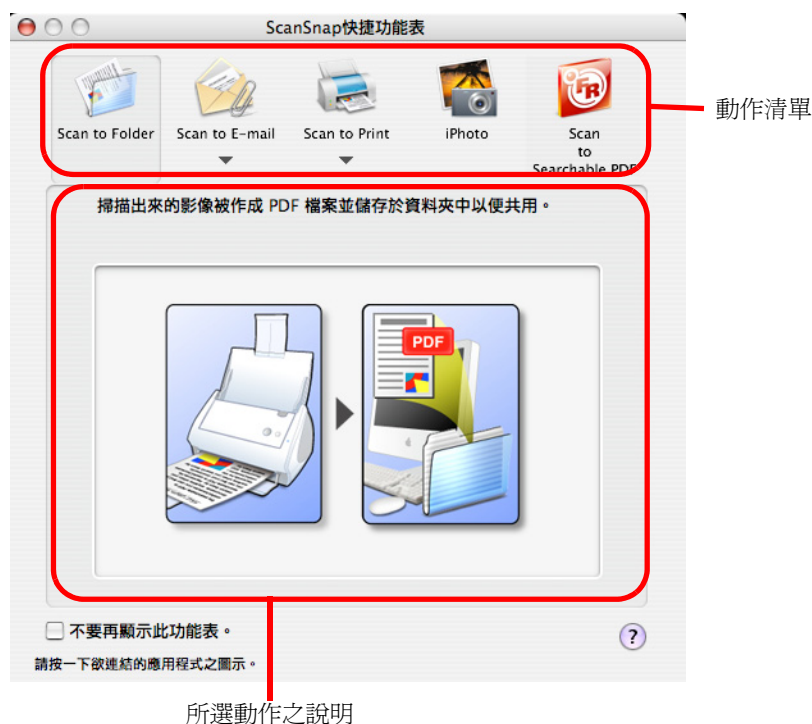 ScanSnap快捷功能表
Scan to Folder
Scan to E-mail
Scan to Print
iPhoto
Scan
to
Searchable PDF
動作清單
掃描出來的影像被作成 PDF 檔案並儲存於資料夾中以便共用。
PDF
不要再顯示此功能表。
?
請按一下欲連結的應用程式之圖示。
所選動作之說明